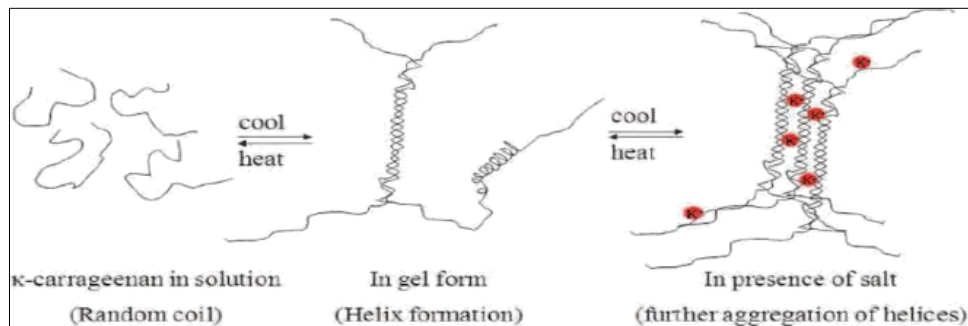 cool
heat
cool
heat
K⁺
K⁺
K⁺
K⁺
K⁺
K⁺
κ-carrageenan in solution
(Random coil)
In gel form
(Helix formation)
In presence of salt
(further aggregation of helices)